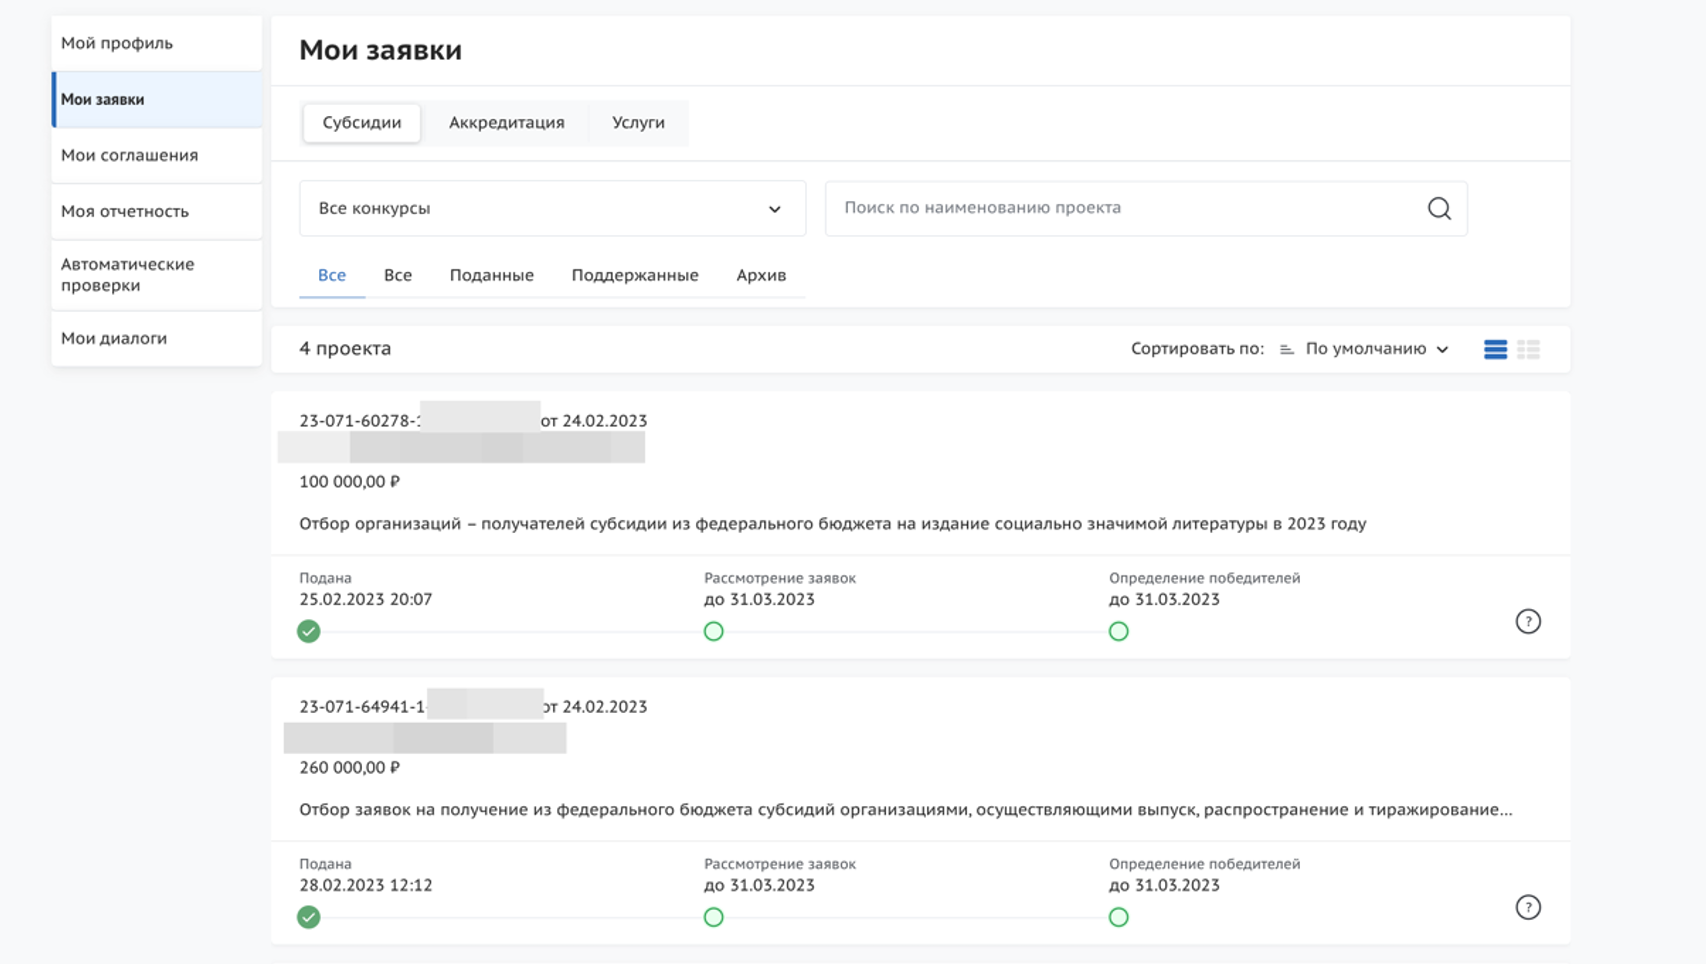 Мой профиль
Мои заявки
Мои соглашения
Моя отчетность
Автоматические
проверки
Мои диалоги
Мои заявки
Субсидии Аккредитация Услуги
Все конкурсы
Поиск по наименованию проекта
Все Все Поданные Поддержанные Архив
4 проекта
Сортировать по: По умолчанию
23-071-60278- от 24.02.2023
100 000,00 ₽
Отбор организаций – получателей субсидии из федерального бюджета на издание социально значимой литературы в 2023 году
Подана Рассмотрение заявок Определение победителей
25.02.2023 20:07 до 31.03.2023 до 31.03.2023
?
23-071-64941-1 от 24.02.2023
260 000,00 ₽
Отбор заявок на получение из федерального бюджета субсидий организациями, осуществляющими выпуск, распространение и тиражирование...
Подана Рассмотрение заявок Определение победителей
28.02.2023 12:12 до 31.03.2023 до 31.03.2023
?